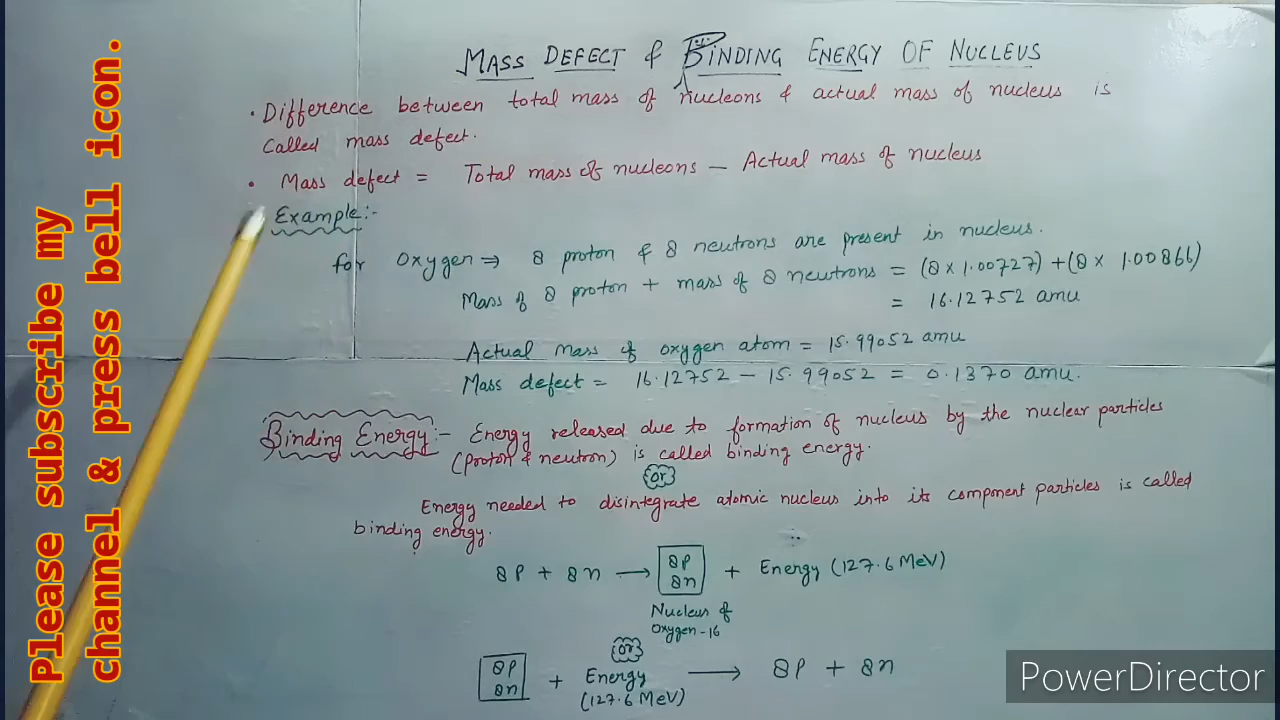 Please subscribe my
channel & press bell icon.
MASS DEFECT & BINDING ENERGY OF NUCLEUS
• Difference between total mass of nucleons & actual mass of nucleus is
called mass defect.
• Mass defect = Total mass of nucleons — Actual mass of nucleus
Example:-
for Oxygen ⇒ 8 proton & 8 neutrons are present in nucleus.
Mass of 8 proton + mass of 8 neutrons = (8 x 1.00727) + (8 x 1.00866)
= 16.12752 amu
Actual mass of oxygen atom = 15.99052 amu
Mass defect = 16.12752 - 15.99052 = 0.1370 amu.
Binding Energy:- Energy released due to formation of nucleus by the nuclear particles
(proton & neutron) is called binding energy.
(or)
Energy needed to disintegrate atomic nucleus into its component particles is called
binding energy.
8P + 8n ⟶ 8P 8n + Energy (127.6 MeV)
Nucleus of
Oxygen-16
(or)
8P 8n + Energy ⟶ 8P + 8n
(127.6 MeV)
PowerDirector